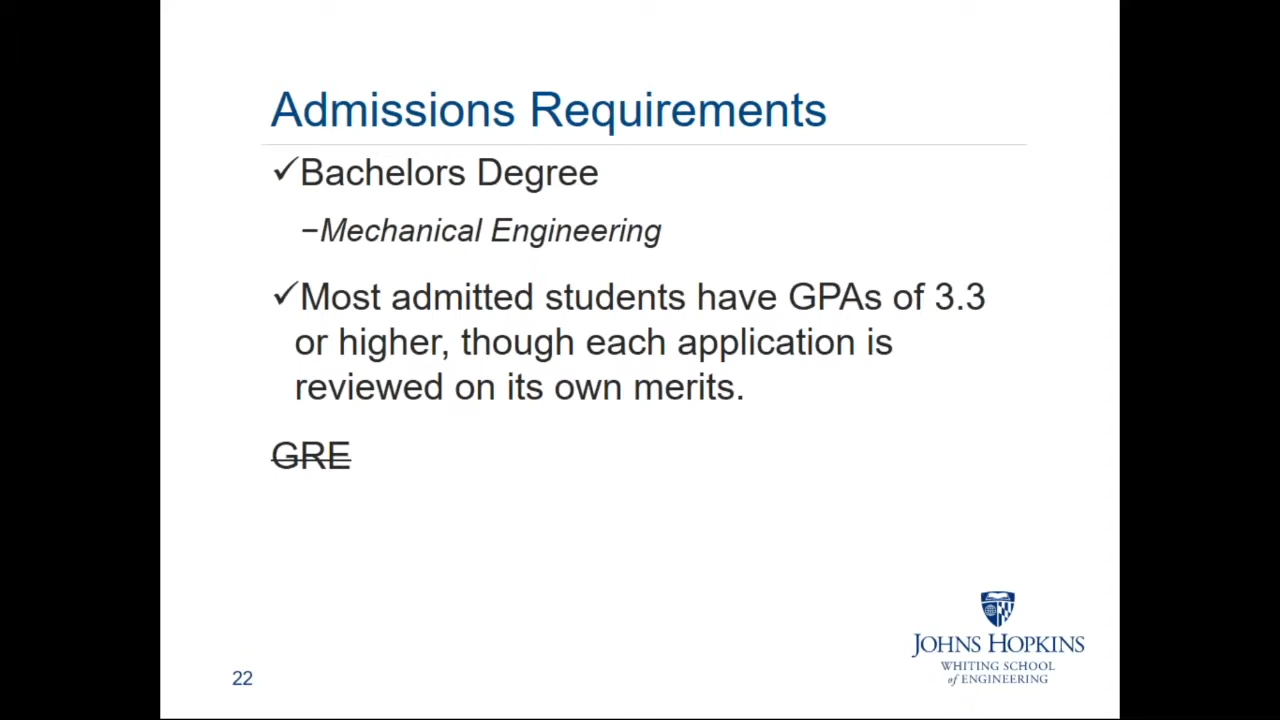 Admissions Requirements
✓Bachelors Degree
–Mechanical Engineering
✓Most admitted students have GPAs of 3.3
or higher, though each application is
reviewed on its own merits.
GRE
JOHNS HOPKINS
WHITING SCHOOL
of ENGINEERING
22